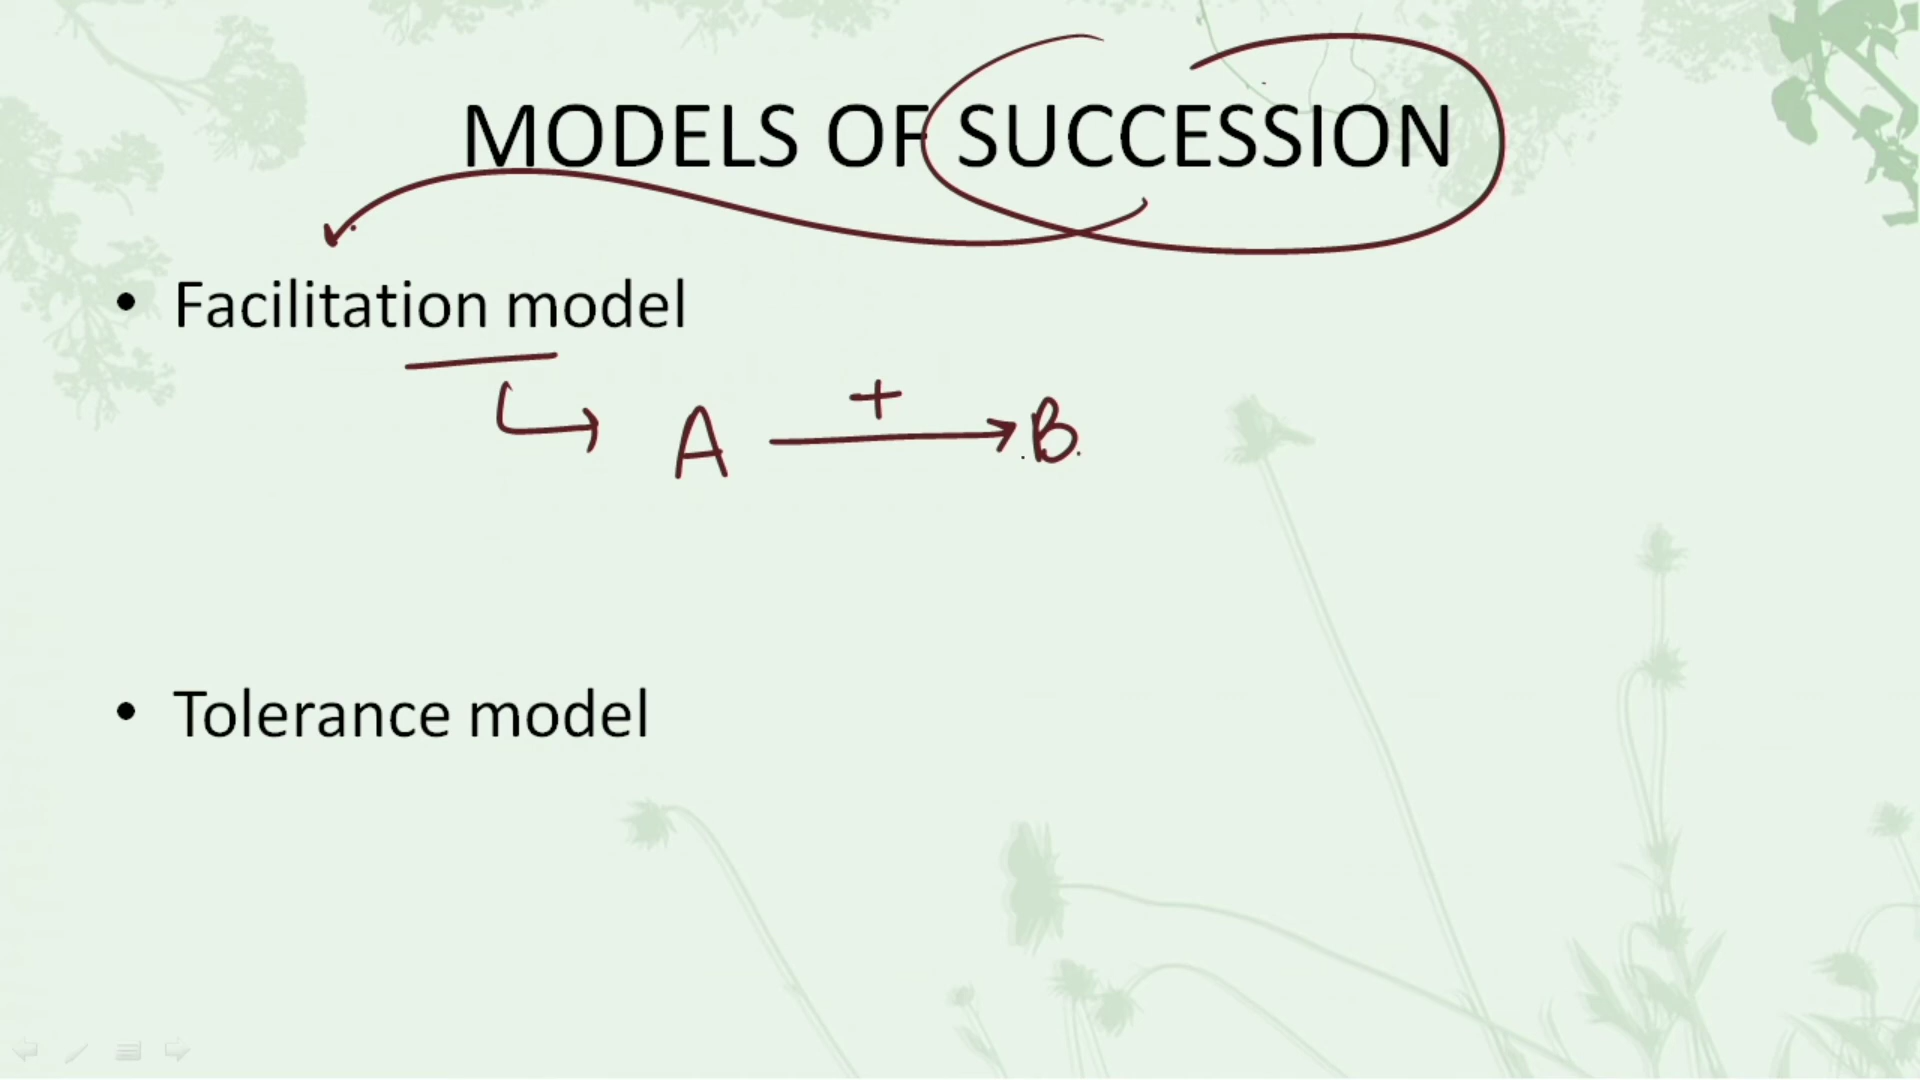 MODELS OF SUCCESSION
• Facilitation model
A + B
• Tolerance model